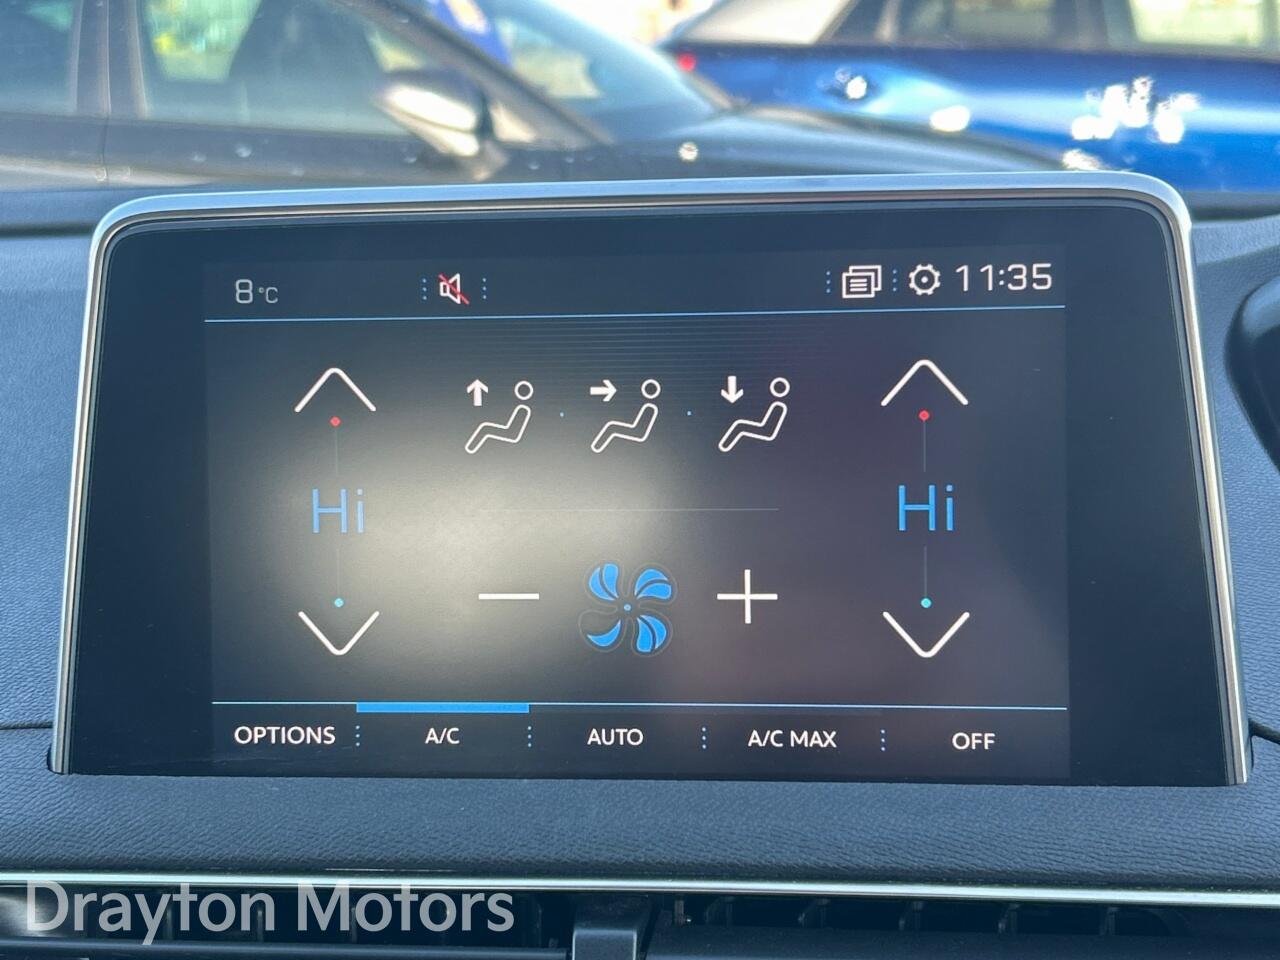 8°C 11:35
Hi Hi
OPTIONS A/C AUTO A/C MAX OFF
Drayton Motors